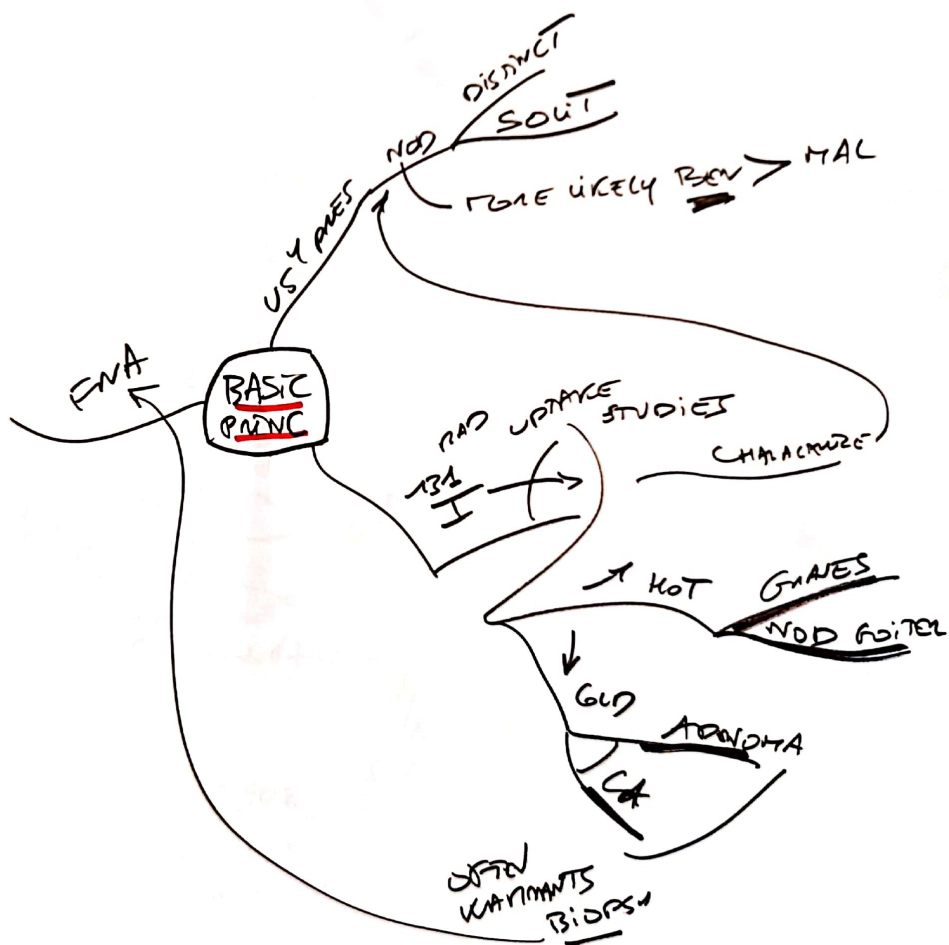 DISTINCT
SOLIT
NOD
MORE LIKELY BEN > MAL
US'Y PRES
FNA
BASIC
PRINC
RAD UPTAKE STUDIES
131
I
CHARACTERIZE
HOT
GRAVES
NOD GOITER
COLD
ADENOMA
CA
OFTEN
WARRANTS
BIOPSY